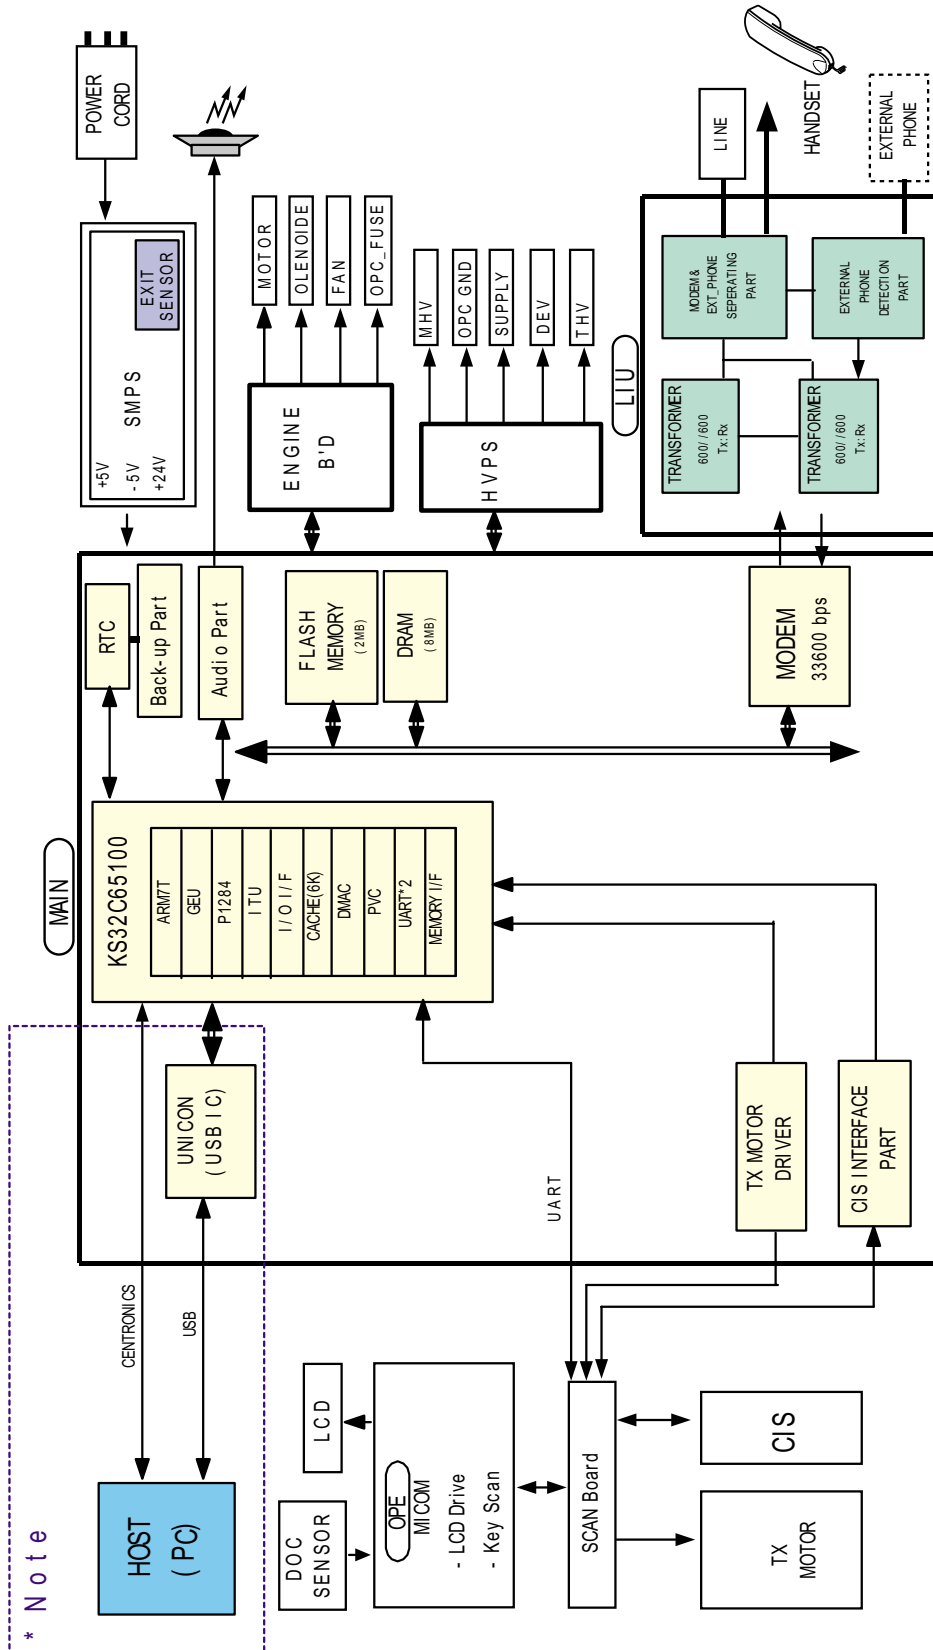 * Note
HOST
( PC)
CENTRONICS
USB
UNICON
(USB IC)
MAIN
KS32C65100
ARM7T
GEU
P1284
ITU
I/O I/F
CACHE(6K)
DMAC
PVC
UART*2
MEMORY I/F
RTC
Back-up Part
Audio Part
FLASH
MEMORY
(2MB)
DRAM
(8MB)
MODEM
33600 bps
+5V
- 5V
+24V
SMPS
EXIT
SENSOR
POWER
CORD
ENGINE
B'D
MOTOR
OLENOIDE
FAN
OPC_FUSE
HVPS
MHV
OPC GND
SUPPLY
DEV
THV
LIU
TRANSFORMER
600//600
Tx:Rx
TRANSFORMER
600//600
Tx:Rx
MODEM&
EXT_PHONE
SEPERATING
PART
EXTERNAL
PHONE
DETECTION
PART
LINE
HANDSET
EXTERNAL
PHONE
DOC
SENSOR
LCD
OPE
MICOM
- LCD Drive
- Key Scan
SCAN Board
UART
TX MOTOR
DRIVER
CIS INTERFACE
PART
TX
MOTOR
CIS